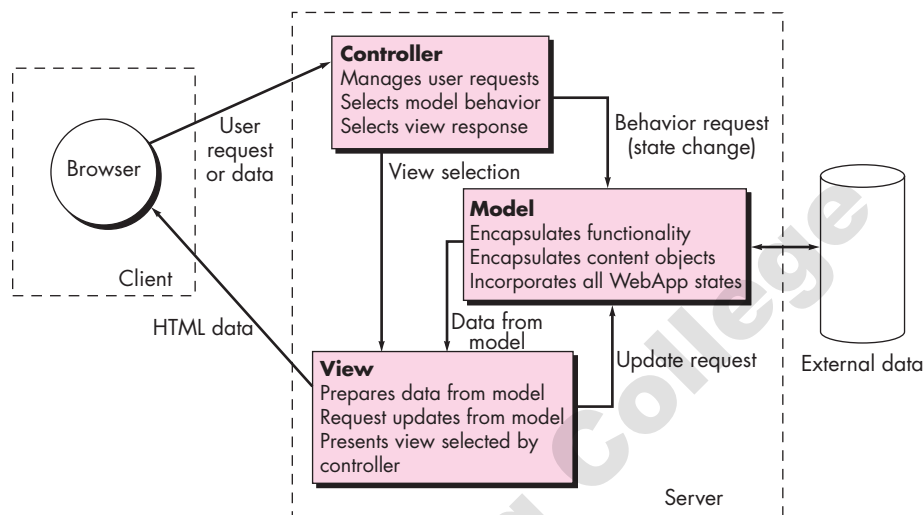 Controller
Manages user requests
Selects model behavior
Selects view response
User
request
or data
Browser
Behavior request
(state change)
View selection
Model
Encapsulates functionality
Encapsulates content objects
Incorporates all WebApp states
Client
HTML data
Data from
model
Update request
External data
View
Prepares data from model
Request updates from model
Presents view selected by
controller
Server
College